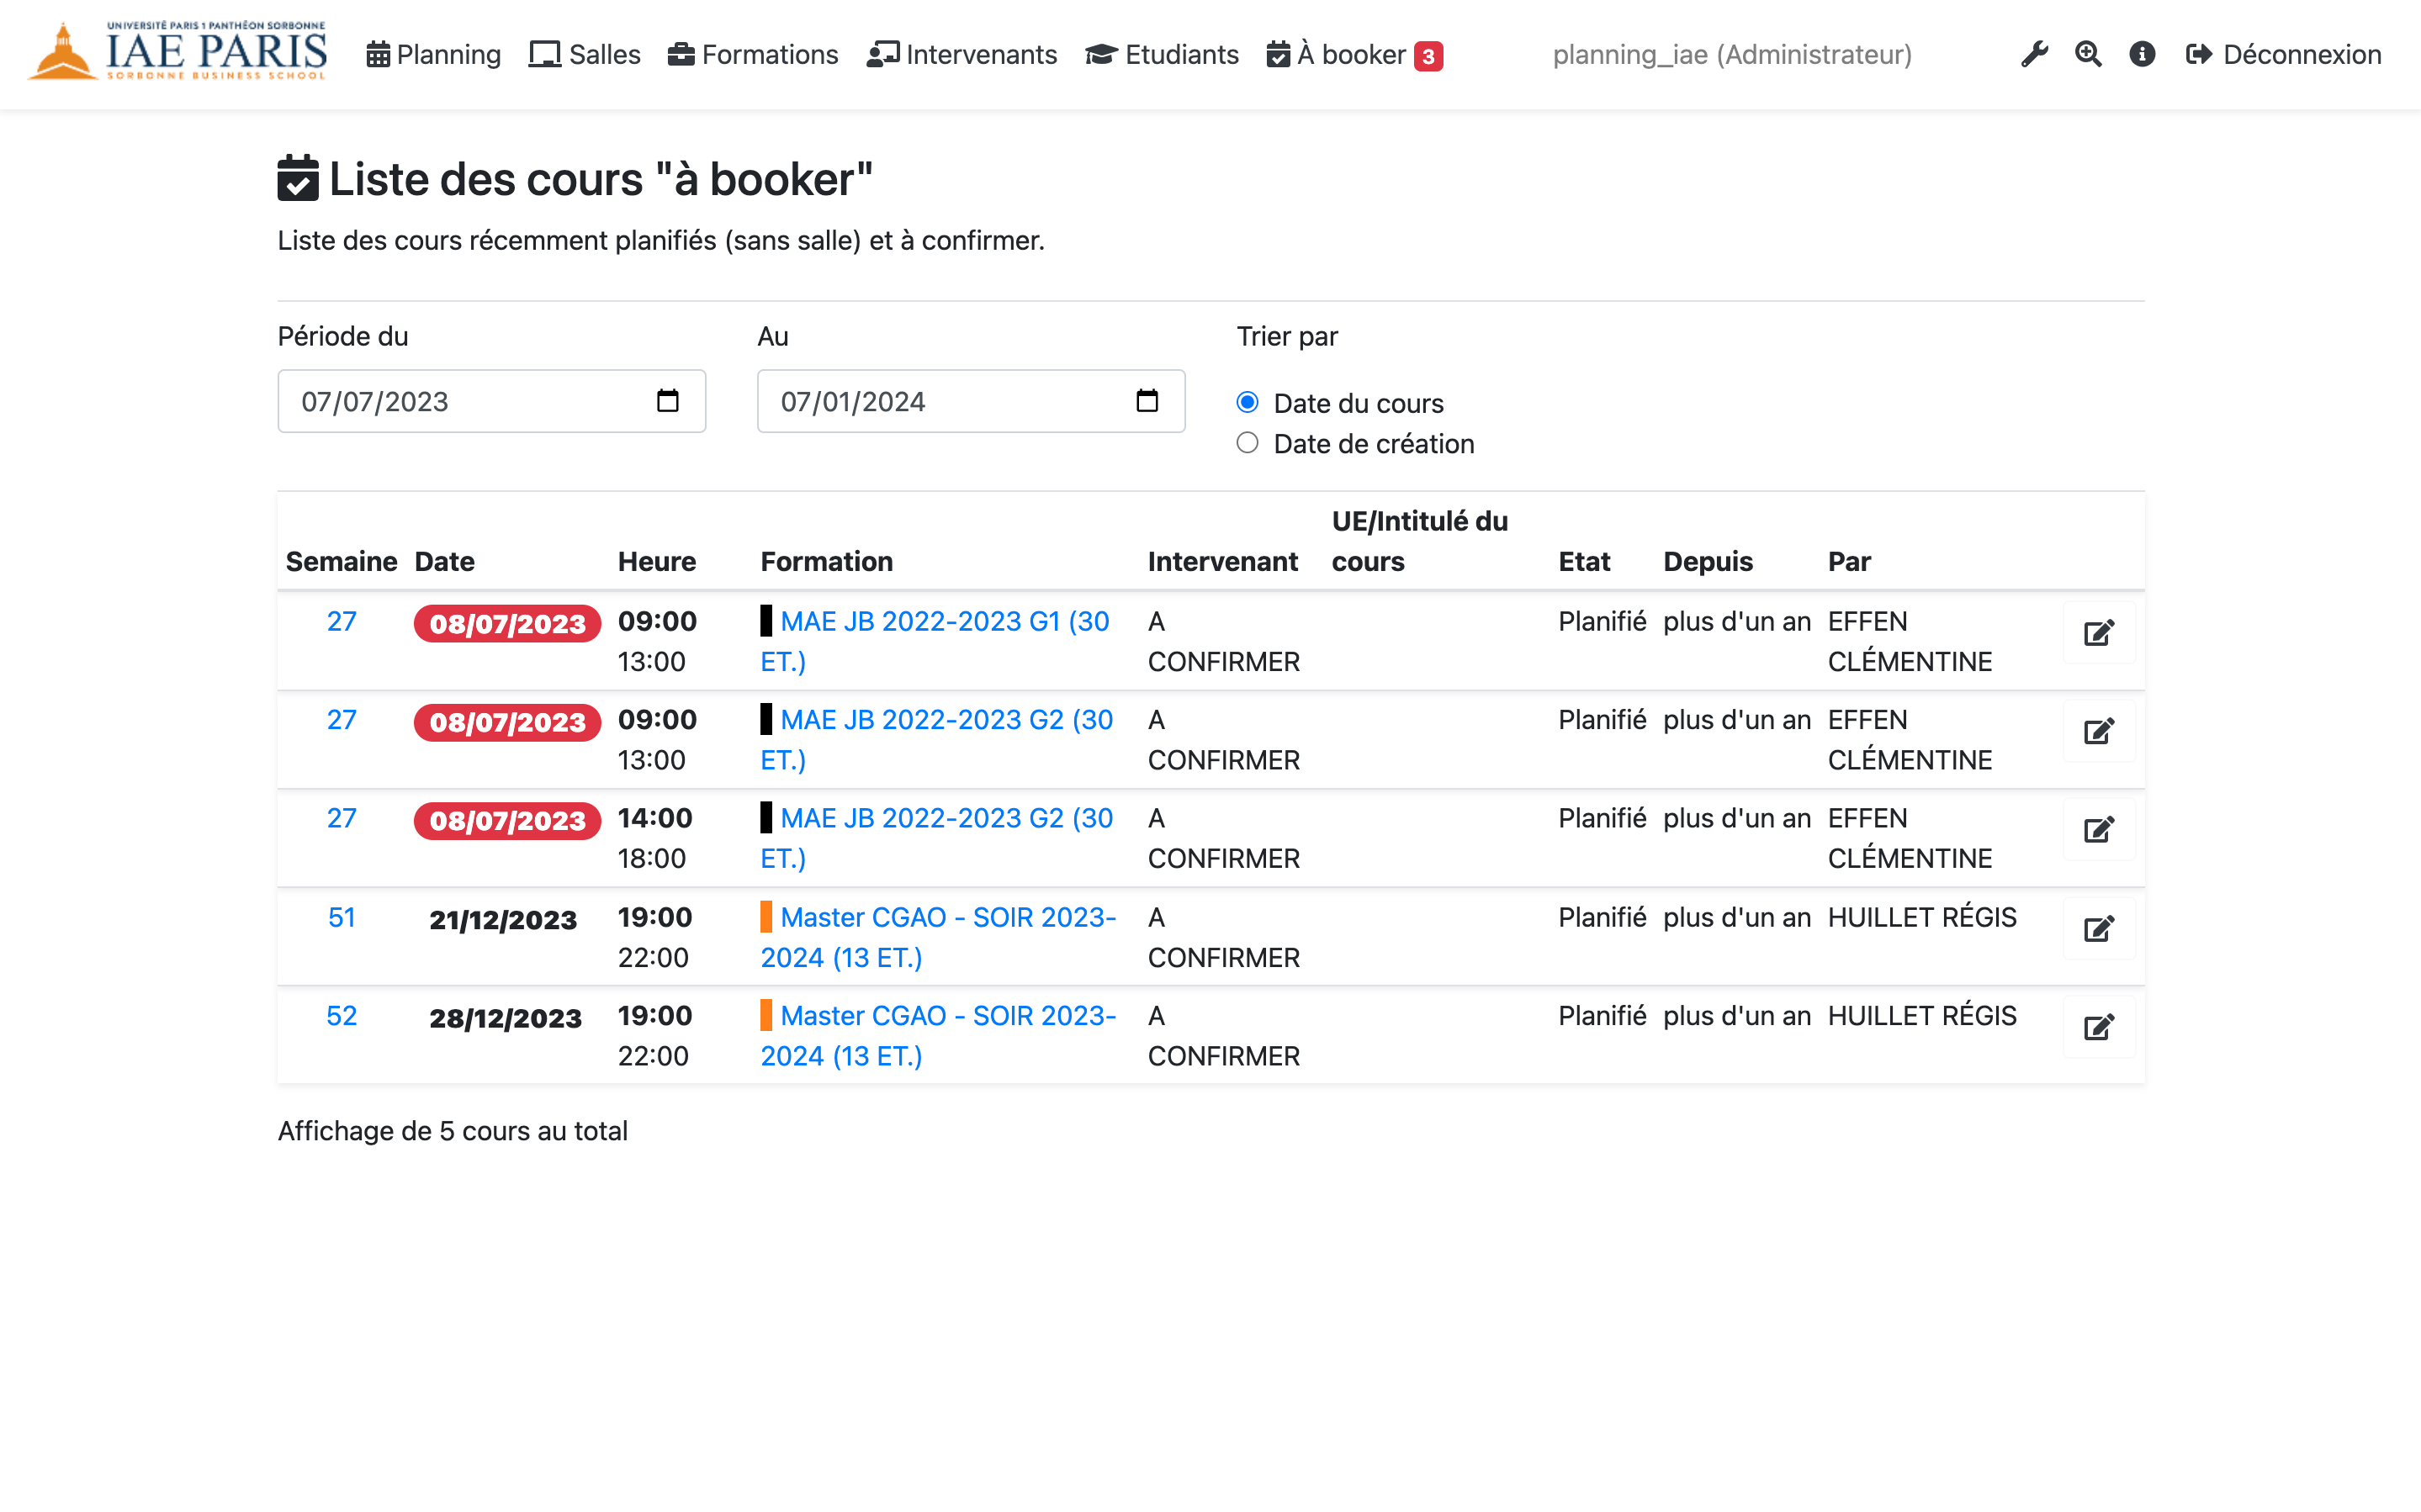 UNIVERSITÉ PARIS 1 PANTHÉON SORBONNE
IAE PARIS
SORBONNE BUSINESS SCHOOL
Planning Salles Formations Intervenants Etudiants À booker 3 planning_iae (Administrateur) Déconnexion
Liste des cours "à booker"
Liste des cours récemment planifiés (sans salle) et à confirmer.
Période du Au Trier par
07/07/2023 07/01/2024
Date du cours
Date de création
UE/Intitulé du
Semaine Date Heure Formation Intervenant cours Etat Depuis Par
27 08/07/2023 09:00 MAE JB 2022-2023 G1 (30 A Planifié plus d'un an EFFEN
13:00 ET.) CONFIRMER CLÉMENTINE
27 08/07/2023 09:00 MAE JB 2022-2023 G2 (30 A Planifié plus d'un an EFFEN
13:00 ET.) CONFIRMER CLÉMENTINE
27 08/07/2023 14:00 MAE JB 2022-2023 G2 (30 A Planifié plus d'un an EFFEN
18:00 ET.) CONFIRMER CLÉMENTINE
51 21/12/2023 19:00 Master CGAO - SOIR 2023- A Planifié plus d'un an HUILLET RÉGIS
22:00 2024 (13 ET.) CONFIRMER
52 28/12/2023 19:00 Master CGAO - SOIR 2023- A Planifié plus d'un an HUILLET RÉGIS
22:00 2024 (13 ET.) CONFIRMER
Affichage de 5 cours au total